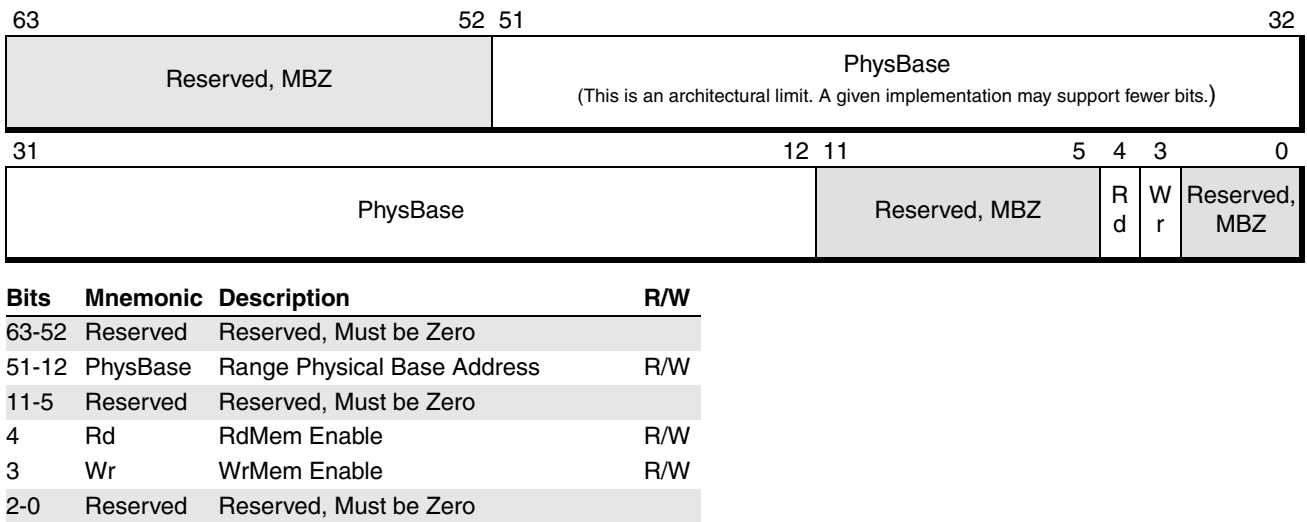 63 52 51 32
Reserved, MBZ
PhysBase
(This is an architectural limit. A given implementation may support fewer bits.)
31 12 11 5 4 3 0
PhysBase
Reserved, MBZ
R
d
W
r
Reserved,
MBZ
Bits Mnemonic Description R/W
63-52 Reserved Reserved, Must be Zero
51-12 PhysBase Range Physical Base Address R/W
11-5 Reserved Reserved, Must be Zero
4 Rd RdMem Enable R/W
3 Wr WrMem Enable R/W
2-0 Reserved Reserved, Must be Zero